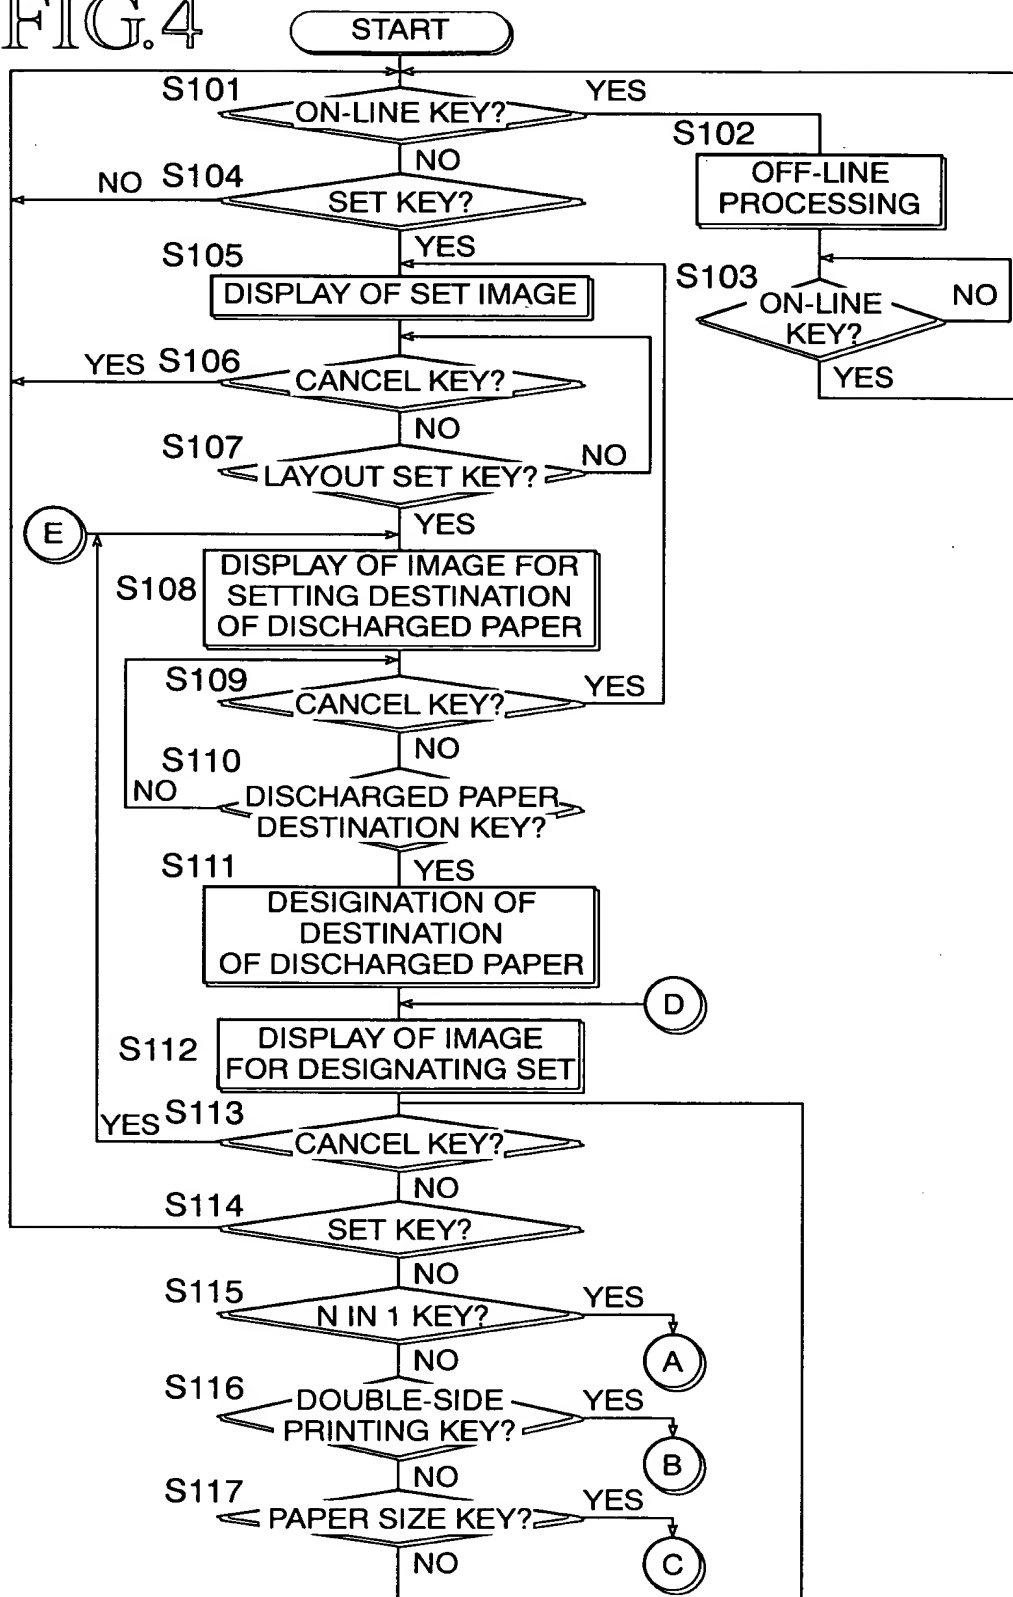 FIG.4
START
S101
ON-LINE KEY?
YES
NO
S102
OFF-LINE
PROCESSING
S103
ON-LINE
KEY?
NO
YES
S104
NO
SET KEY?
YES
S105
DISPLAY OF SET IMAGE
S106
YES
CANCEL KEY?
NO
S107
LAYOUT SET KEY?
NO
YES
E
S108
DISPLAY OF IMAGE FOR
SETTING DESTINATION
OF DISCHARGED PAPER
S109
CANCEL KEY?
YES
NO
S110
NO
DISCHARGED PAPER
DESTINATION KEY?
YES
S111
DESIGINATION OF
DESTINATION
OF DISCHARGED PAPER
D
S112
DISPLAY OF IMAGE
FOR DESIGNATING SET
S113
YES
CANCEL KEY?
NO
S114
SET KEY?
NO
S115
N IN 1 KEY?
YES
A
NO
S116
DOUBLE-SIDE
PRINTING KEY?
YES
B
NO
S117
PAPER SIZE KEY?
YES
C
NO